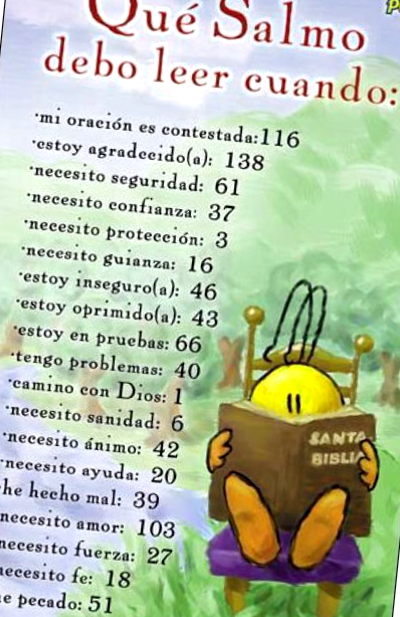 Qué Salmo
debo leer cuando:
·mi oración es contestada:116
·estoy agradecido(a): 138
·necesito seguridad: 61
·necesito confianza: 37
·necesito protección: 3
·necesito guianza: 16
·estoy inseguro(a): 46
·estoy oprimido(a): 43
·estoy en pruebas: 66
·tengo problemas: 40
·camino con Dios: 1
·necesito sanidad: 6
·necesito ánimo: 42
·necesito ayuda: 20
he hecho mal: 39
necesito amor: 103
necesito fuerza: 27
necesito fe: 18
e pecado: 51
SANTA
BIBLIA